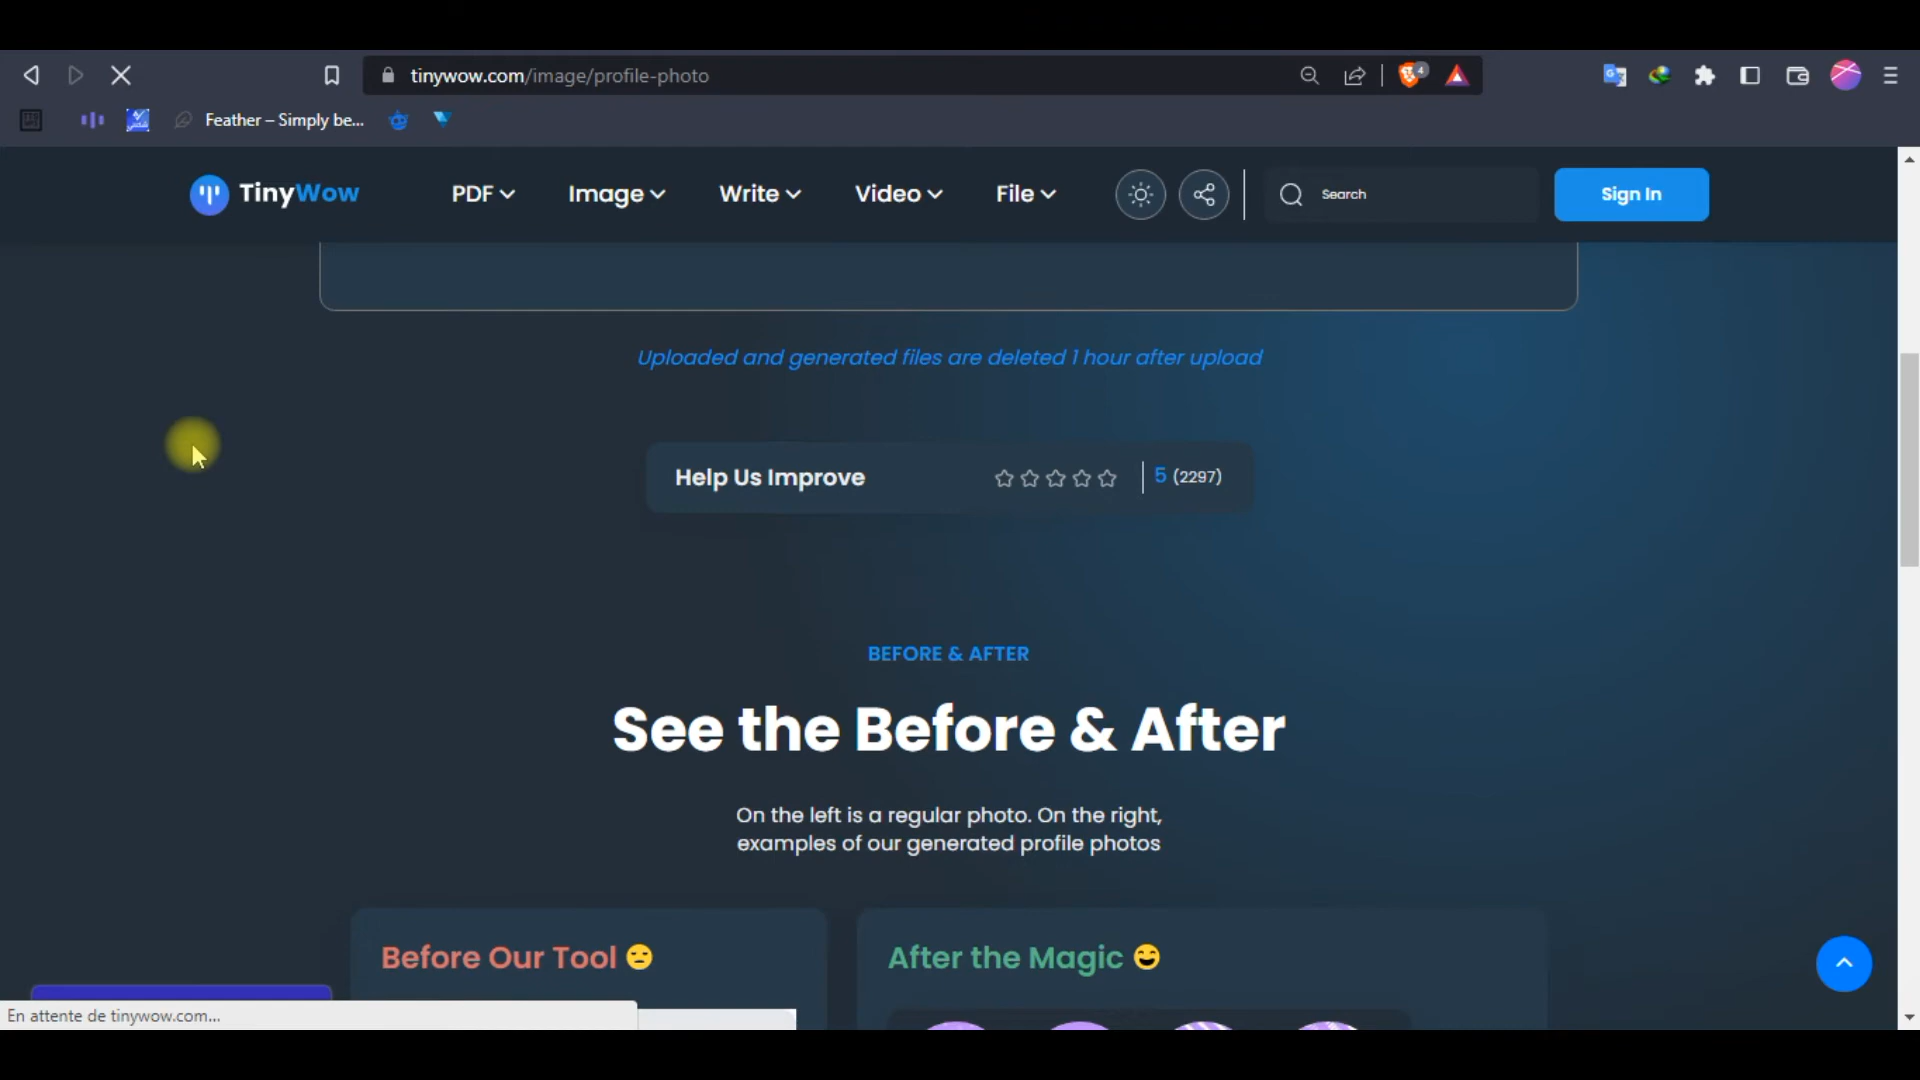 tinywow.com/image/profile-photo
4
Feather – Simply be...
TinyWow
PDF
Image
Write
Video
File
Search
Sign In
Uploaded and generated files are deleted 1 hour after upload
Help Us Improve
5 (2297)
BEFORE & AFTER
See the Before & After
On the left is a regular photo. On the right,
examples of our generated profile photos
Before Our Tool
After the Magic
En attente de tinywow.com...